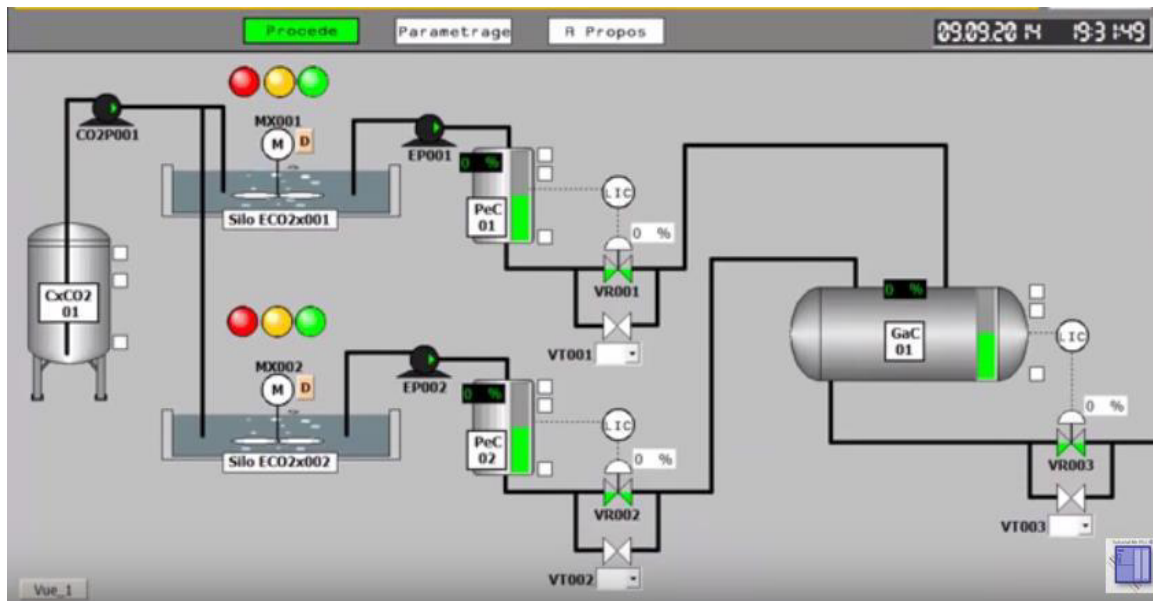 Procede
Parametrage
A Propos
09.09.2014 19:31:49
CO2P001
MX001
M D
EP001
0 %
PeC
01
LIC
0 %
VR001
VT001
Silo ECO2x001
CxCO2
01
MX002
M D
EP002
0 %
PeC
02
LIC
0 %
VR002
VT002
Silo ECO2x002
0 %
GaC
01
LIC
0 %
VR003
VT003
Vue_1